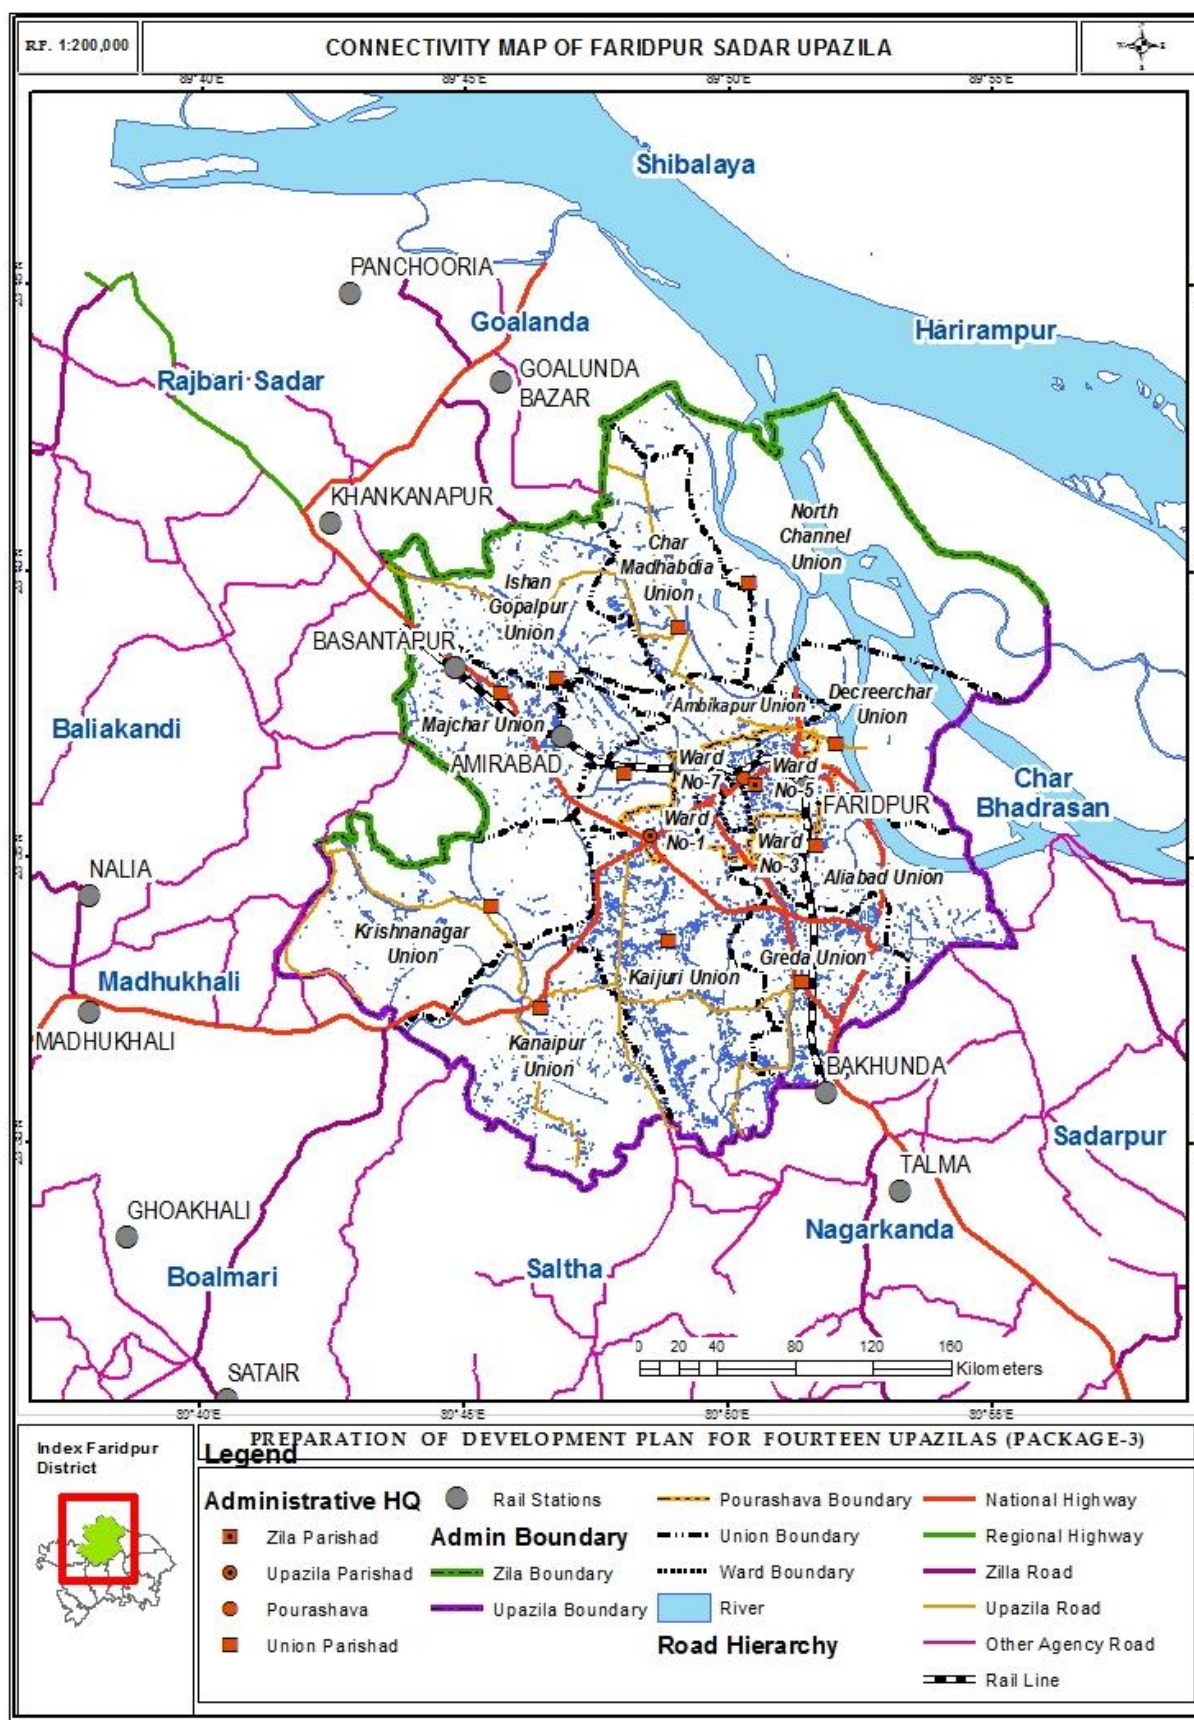 R.F. 1:200,000
CONNECTIVITY MAP OF FARIDPUR SADAR UPAZILA
89°40'E
89°45'E
89°50'E
89°55'E
Shibalaya
PANCHOORIA
Goalanda
Harirampur
Rajbari Sadar
GOALUNDA
BAZAR
KHANKANAPUR
North
Channel
Union
Char
Madhabdia
Union
Ishan
Gopalpur
Union
BASANTAPUR
Decreerchar
Union
Ambikapur Union
Majchar Union
Baliakandi
AMIRABAD
Ward
No-7
Ward
No-5
Char
Bhadrasan
FARIDPUR
Ward
No-1
Ward
No-3
NALIA
Aliabad Union
Krishnanagar
Union
Greda Union
Kaijuri Union
Madhukhali
MADHUKHALI
Kanaipur
Union
BAKHUNDA
Sadarpur
TALMA
GHOAKHALI
Nagarkanda
Boalmari
Saltha
0 20 40 80 120 160
Kilometers
SATAIR
89°40'E
89°45'E
89°50'E
89°55'E
Index Faridpur
District
PREPARATION OF DEVELOPMENT PLAN FOR FOURTEEN UPAZILAS (PACKAGE-3)
Legend
Administrative HQ
Zila Parishad
Upazila Parishad
Pourashava
Union Parishad
Rail Stations
Admin Boundary
Zila Boundary
Upazila Boundary
Pourashava Boundary
Union Boundary
Ward Boundary
River
Road Hierarchy
National Highway
Regional Highway
Zilla Road
Upazila Road
Other Agency Road
Rail Line